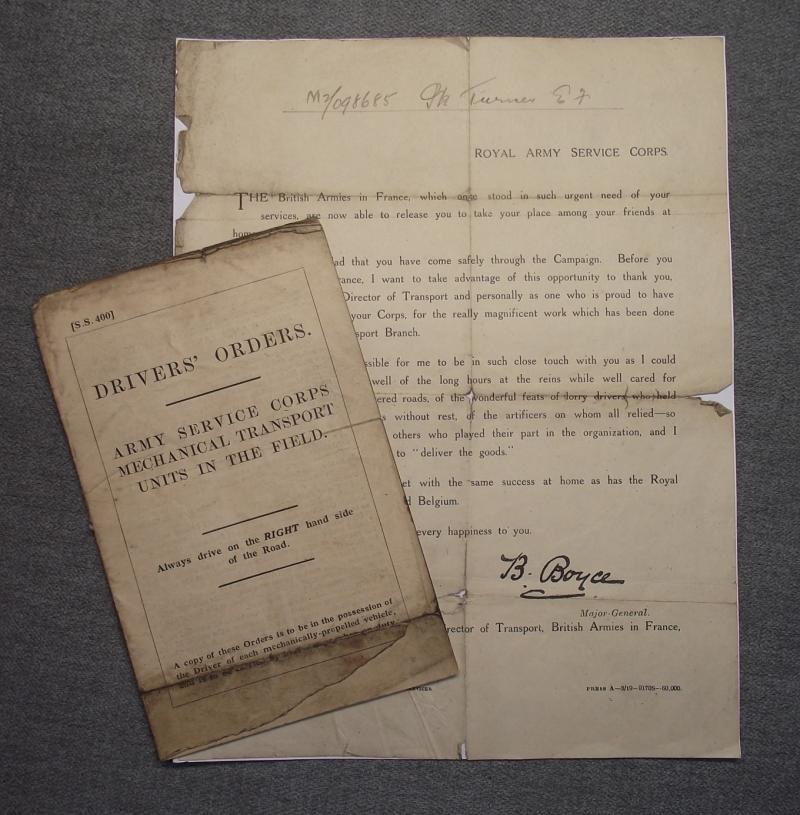 M2/098685 Turner E F
ROYAL ARMY SERVICE CORPS.
THE British Armies in France, which once stood in such urgent need of your
services, are now able to release you to take your place among your friends at
home
ad that you have come safely through the Campaign. Before you
rance, I want to take advantage of this opportunity to thank you,
Director of Transport and personally as one who is proud to have
your Corps, for the really magnificent work which has been done
sport Branch.
ssible for me to be in such close touch with you as I could
well of the long hours at the reins while well cared for
ered roads, of the wonderful feats of lorry drivers who held
s without rest, of the artificers on whom all relied—so
others who played their part in the organization, and I
to "deliver the goods."
et with the same success at home as has the Royal
d Belgium.
every happiness to you.
B. Boyce
Major-General.
rector of Transport, British Armies in France,
PRESS A—3/19—
[S.S. 400]
DRIVERS' ORDERS.
ARMY SERVICE CORPS
MECHANICAL TRANSPORT
UNITS IN THE FIELD.
Always drive on the RIGHT hand side
of the Road.
A copy of these Orders is to be in the possession of
the Driver of each mechanically-propelled vehicle,